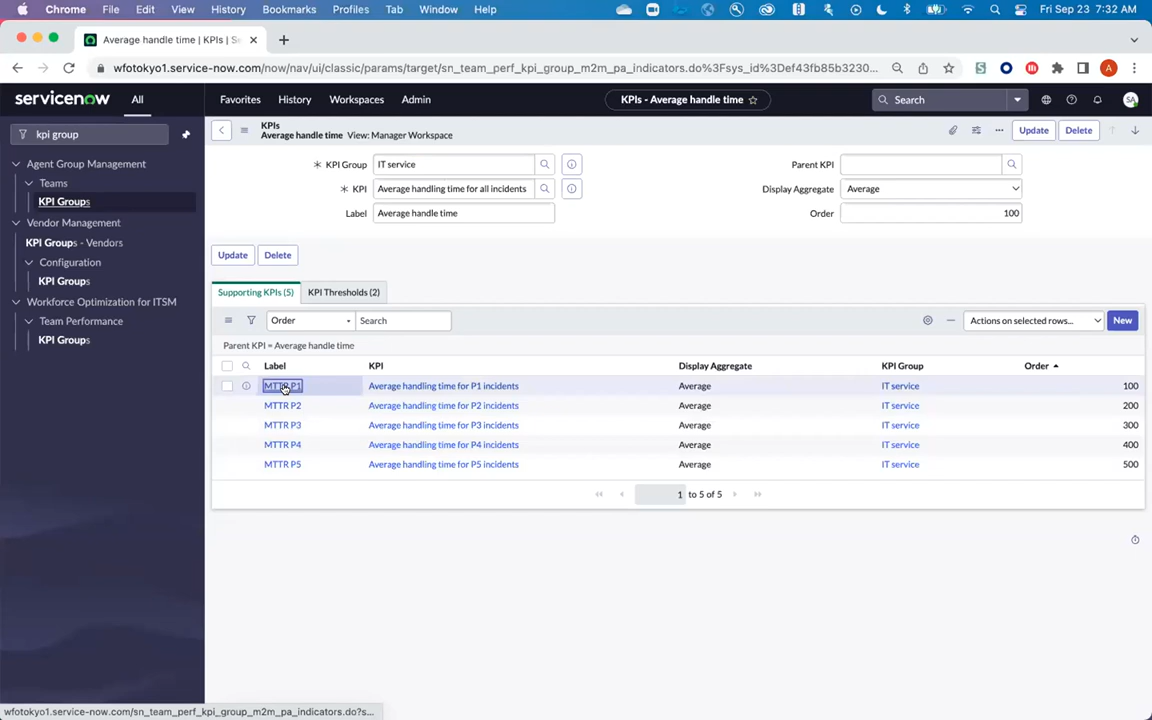 Chrome File Edit View History Bookmarks Profiles Tab Window Help Fri Sep 23 7:32 AM
Average handle time | KPIs | S
wfotokyo1.service-now.com/now/nav/ui/classic/params/target/sn_team_perf_kpi_group_m2m_pa_indicators.do%3Fsys_id%3Def43fb85b3230... A
servicenow All Favorites History Workspaces Admin KPIs - Average handle time Search SA
kpi group
KPIs
Average handle time View: Manager Workspace
Update Delete
Agent Group Management
Teams
KPI Groups
Vendor Management
KPI Groups - Vendors
Configuration
KPI Groups
Workforce Optimization for ITSM
Team Performance
KPI Groups
KPI Group IT service
Parent KPI
KPI Average handling time for all incidents
Display Aggregate Average
Label Average handle time
Order 100
Update Delete
Supporting KPIs (5) KPI Thresholds (2)
Order Search Actions on selected rows... New
Parent KPI = Average handle time
Label KPI Display Aggregate KPI Group Order
MTTR P1 Average handling time for P1 incidents Average IT service 100
MTTR P2 Average handling time for P2 incidents Average IT service 200
MTTR P3 Average handling time for P3 incidents Average IT service 300
MTTR P4 Average handling time for P4 incidents Average IT service 400
MTTR P5 Average handling time for P5 incidents Average IT service 500
1 to 5 of 5
wfotokyo1.service-now.com/sn_team_perf_kpi_group_m2m_pa_indicators.do?s...